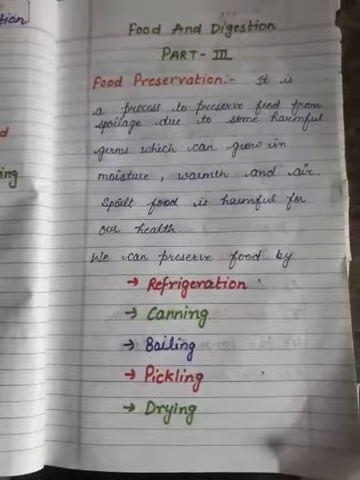 tion
d
ing
Food And Digestion
PART-III
Food Preservation:- It is
a process to preserve food from
spoilage due to some harmful
germs which can grow in
moisture, warmth and air.
Spoilt food is harmful for
our health.
We can preserve food by
→ Refrigeration
→ Canning
→ Boiling
→ Pickling
→ Drying